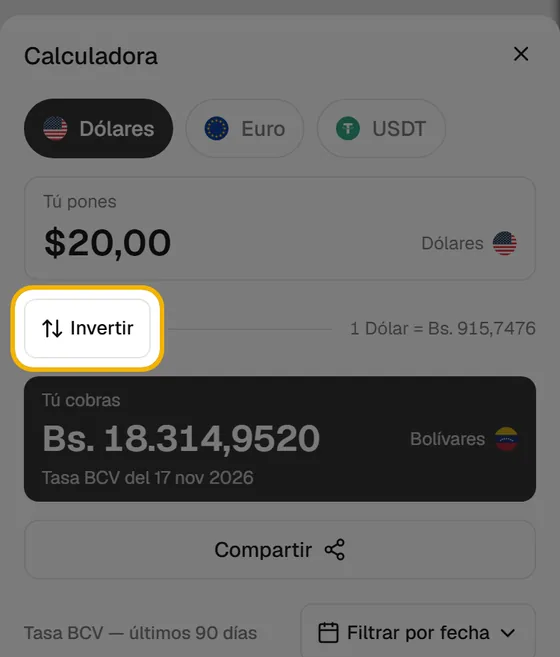 Calculadora
Dólares
Euro
USDT
Tú pones
$20,00
Dólares
Invertir
1 Dólar = Bs. 915,7476
Tú cobras
Bs. 18.314,9520
Bolívares
Tasa BCV del 17 nov 2026
Compartir
Tasa BCV — últimos 90 días
Filtrar por fecha